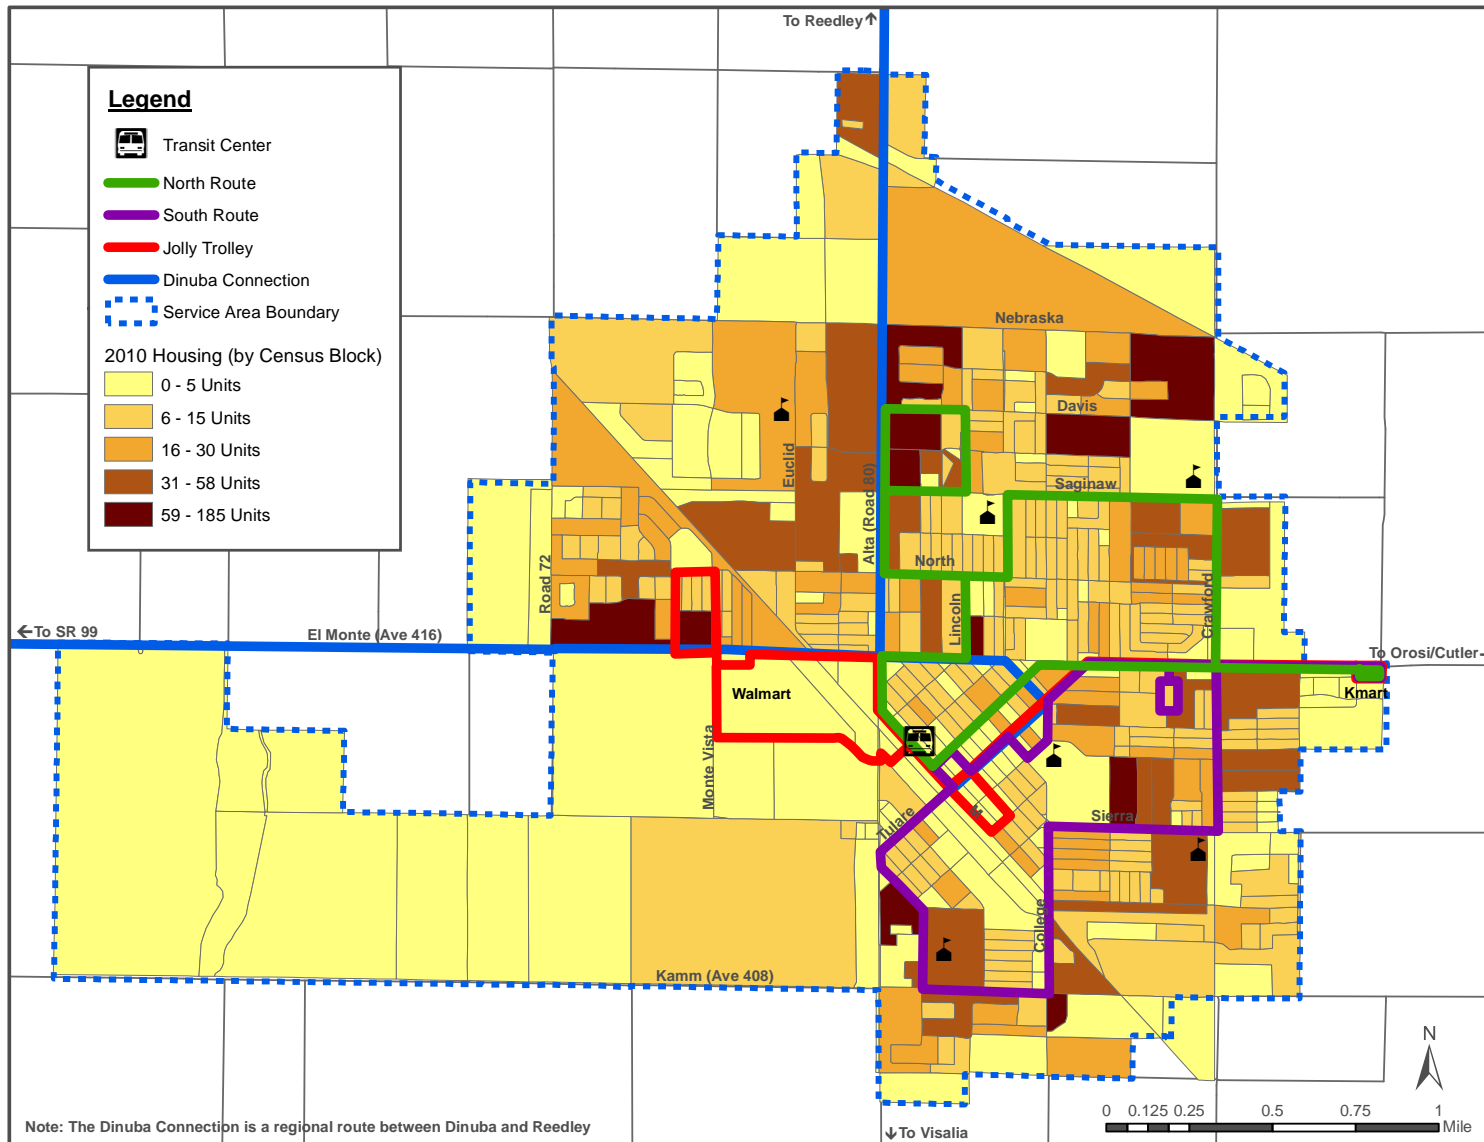 To Reedley
Legend
Transit Center
North Route
South Route
Jolly Trolley
Dinuba Connection
Service Area Boundary
2010 Housing (by Census Block)
0 - 5 Units
6 - 15 Units
16 - 30 Units
31 - 58 Units
59 - 185 Units
Nebraska
Davis
Euclid
Alta (Road 80)
Saginaw
North
Road 72
Lincoln
Crawford
To SR 99
El Monte (Ave 416)
To Orosi/Cutler
Walmart
Kmart
Monte Vista
Tulare
Sierra
College
Kamm (Ave 408)
N
0 0.125 0.25 0.5 0.75 1
Mile
Note: The Dinuba Connection is a regional route between Dinuba and Reedley
To Visalia